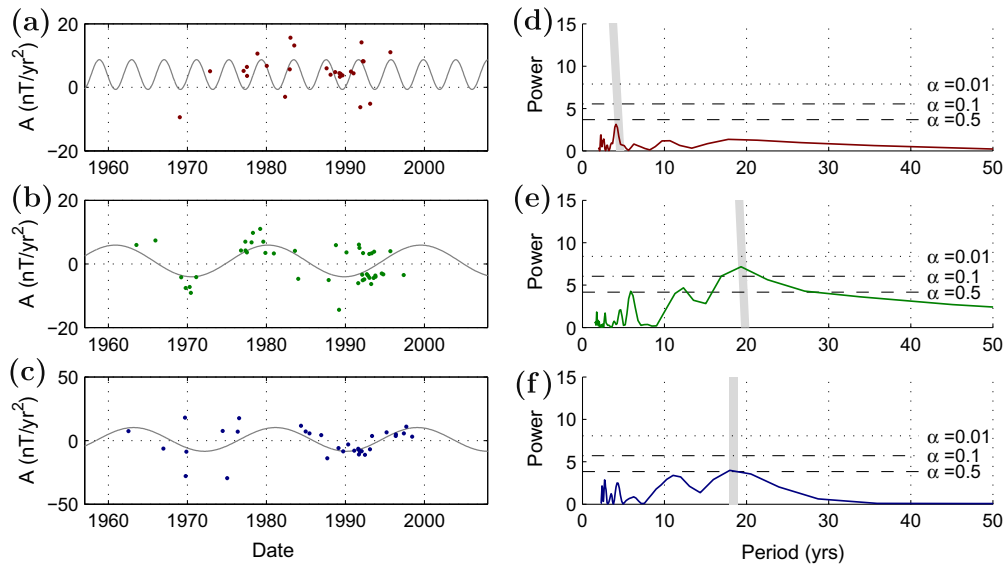 (a)
20
0
−20
A (nT/yr²)
1960 1970 1980 1990 2000
(d)
15
10
5
0
Power
α=0.01
α=0.1
α=0.5
0 10 20 30 40 50
(b)
20
0
−20
A (nT/yr²)
1960 1970 1980 1990 2000
(e)
15
10
5
0
Power
α=0.01
α=0.1
α=0.5
0 10 20 30 40 50
(c)
50
0
−50
A (nT/yr²)
1960 1970 1980 1990 2000
Date
(f)
15
10
5
0
Power
α=0.01
α=0.1
α=0.5
0 10 20 30 40 50
Period (yrs)